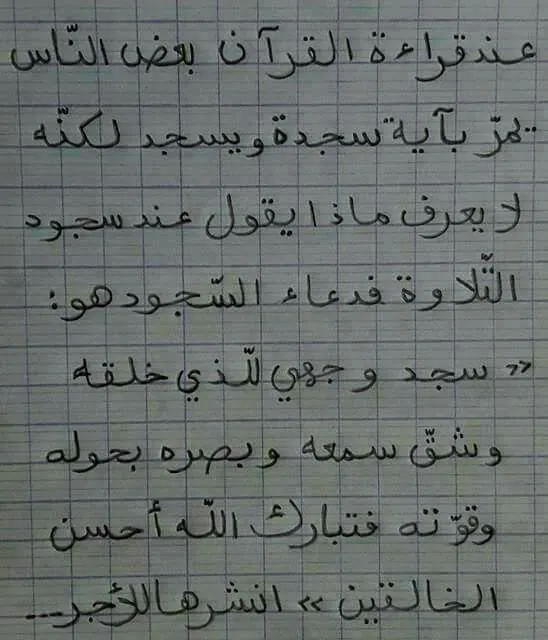 عند قراءة القرآن بعض النّاس
يمرّ بآية سجدة ويسجد لكنّه
لا يعرف ماذا يقول عند سجود
التّلاوة فدعاء السّجود هو:
« سجد وجهي للّذي خلقه
وشقّ سمعه وبصره بحوله
وقوّته فتبارك اللّه أحسن
الخالقين » انشرها للأجر...